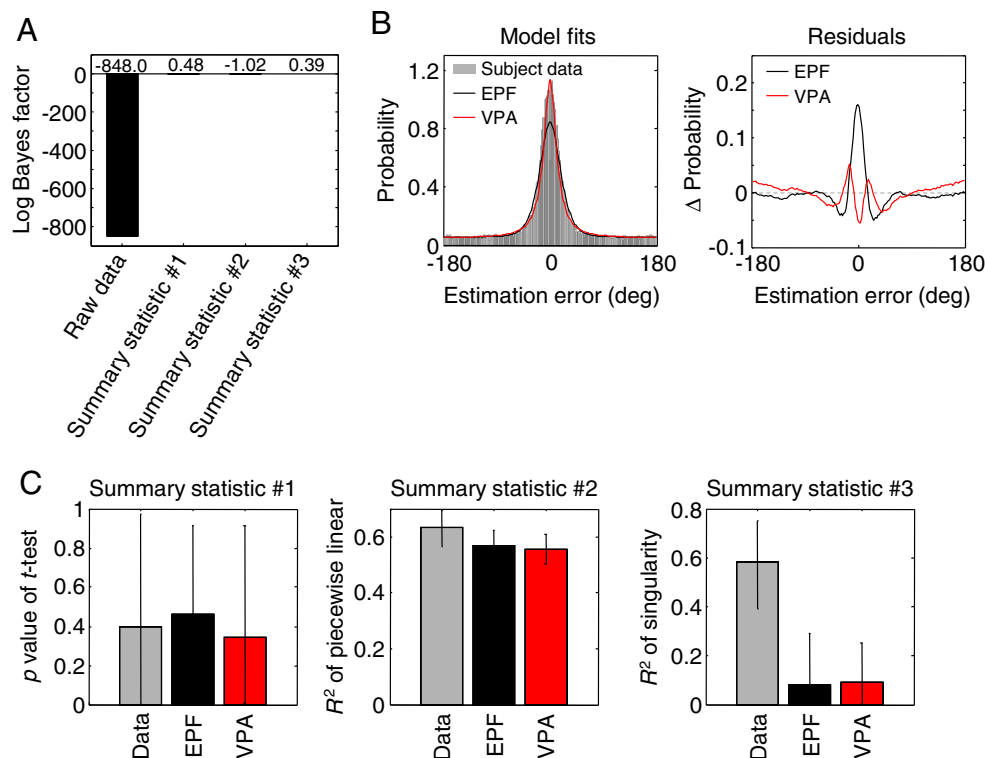 A
-848.0 0.48 -1.02 0.39
0
-200
-400
-600
-800
Log Bayes factor
Raw data
Summary statistic #1
Summary statistic #2
Summary statistic #3
B
Model fits
Subject data
EPF
VPA
1.2
0.8
0.4
0
Probability
-180 0 180
Estimation error (deg)
Residuals
EPF
VPA
0.2
0.1
0
-0.1
Δ Probability
-180 0 180
Estimation error (deg)
C
Summary statistic #1
1
0.8
0.6
0.4
0.2
0
p value of t-test
Data
EPF
VPA
Summary statistic #2
0.6
0.4
0.2
0
R² of piecewise linear
Data
EPF
VPA
Summary statistic #3
0.8
0.6
0.4
0.2
0
R² of singularity
Data
EPF
VPA